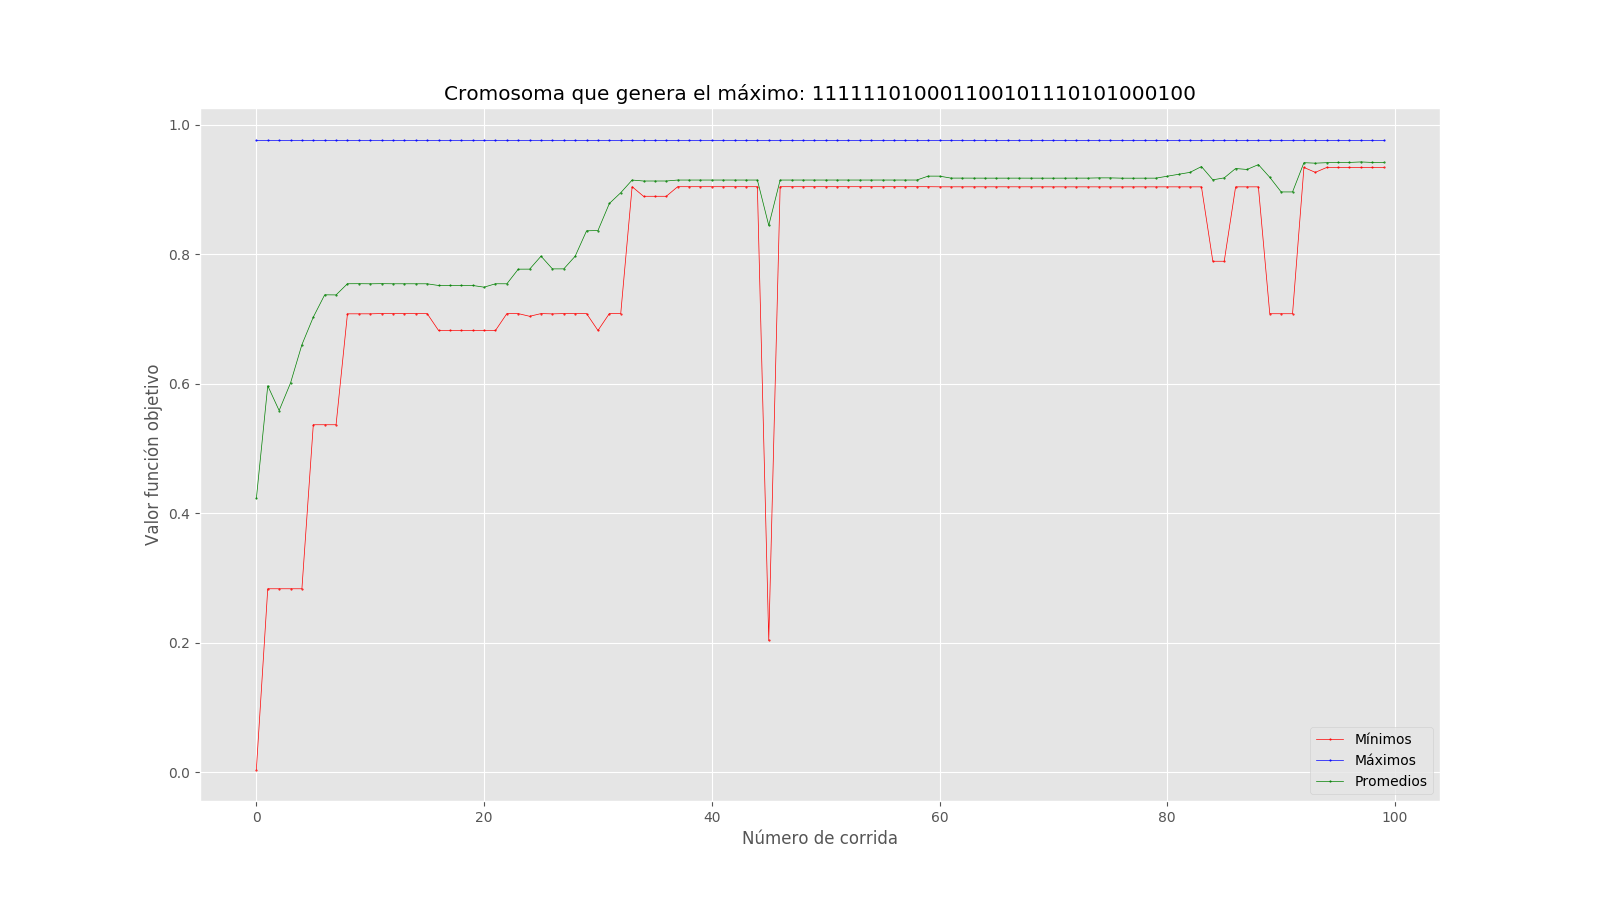 Cromosoma que genera el máximo: 111111010001100101110101000100
1.0
0.8
0.6
0.4
0.2
0.0
Valor función objetivo
0 20 40 60 80 100
Número de corrida
Mínimos
Máximos
Promedios